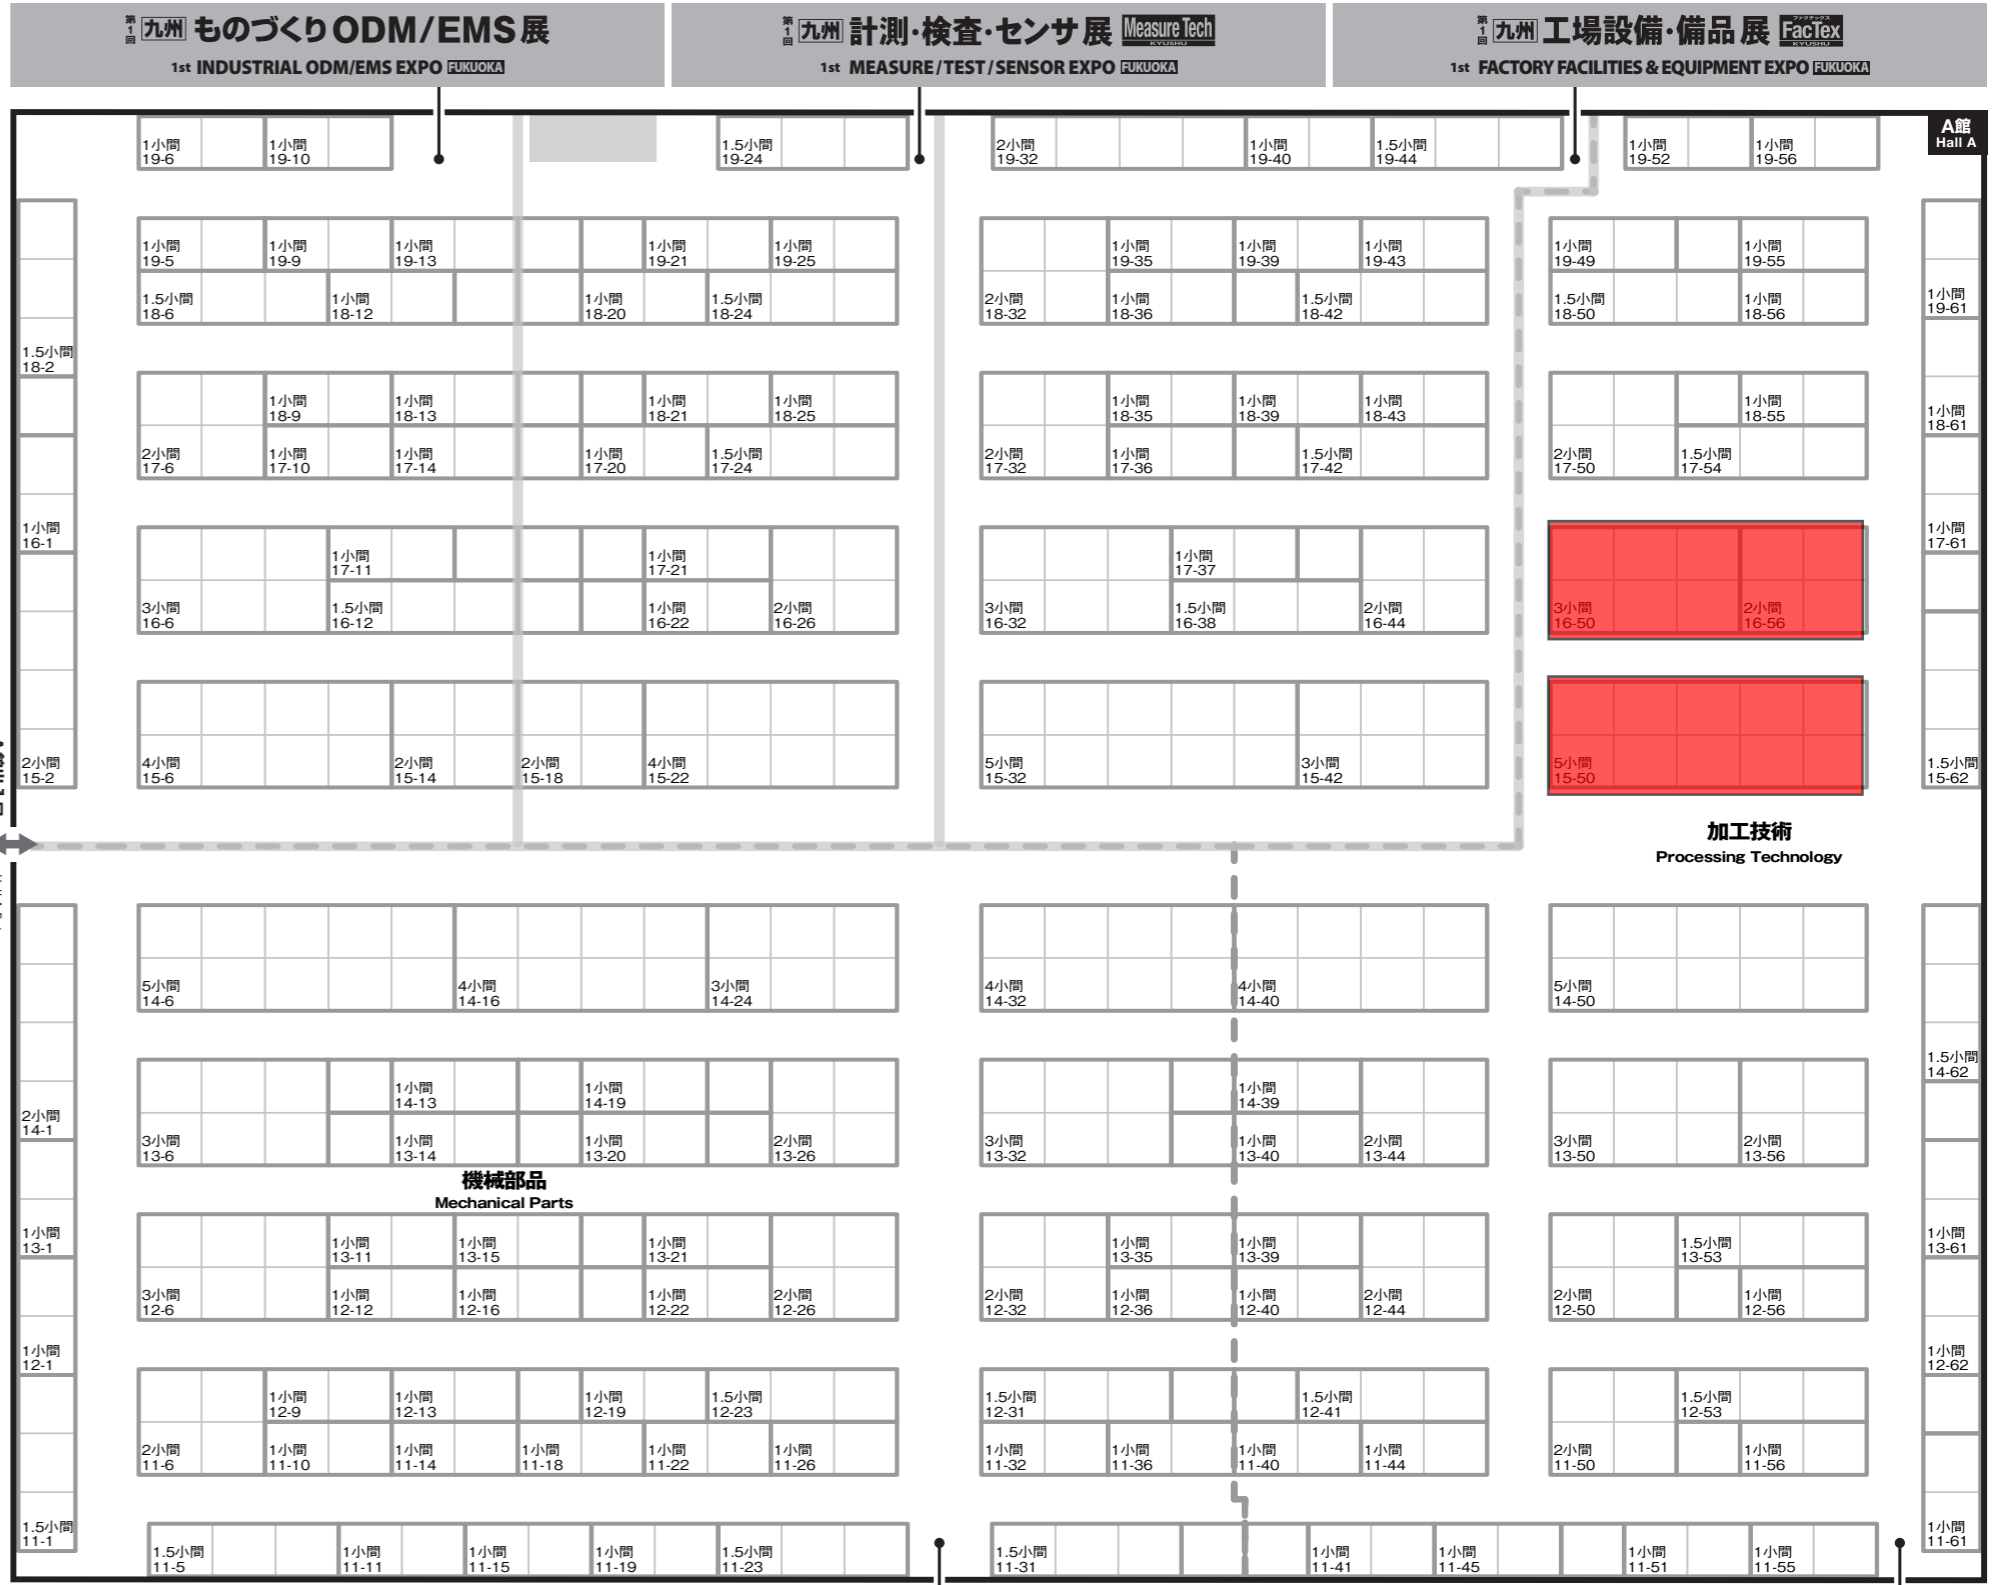 第1回 九州 ものづくりODM/EMS展
1st INDUSTRIAL ODM/EMS EXPO FUKUOKA
第1回 九州 計測・検査・センサ展 Measure Tech KYUSHU
1st MEASURE/TEST/SENSOR EXPO FUKUOKA
第1回 九州 工場設備・備品展 ファクテックス FacTex KYUSHU
1st FACTORY FACILITIES & EQUIPMENT EXPO FUKUOKA
A館
Hall A
1小間 1小間 1.5小間 2小間 1小間 1.5小間 1小間 1小間
19-6 19-10 19-24 19-32 19-40 19-44 19-52 19-56
1小間 1小間 1小間 1小間 1小間 1小間 1小間 1小間 1小間 1小間
19-5 19-9 19-13 19-21 19-25 19-35 19-39 19-43 19-49 19-55
1.5小間 1小間 1小間 1.5小間 2小間 1小間 1.5小間 1.5小間 1小間 1小間
18-6 18-12 18-20 18-24 18-32 18-36 18-42 18-50 18-56 19-61
1.5小間
18-2
1小間 1小間 1小間 1小間 1小間 1小間 1小間 1小間 1小間
18-9 18-13 18-21 18-25 18-35 18-39 18-43 18-55 18-61
2小間 1小間 1小間 1小間 1.5小間 2小間 1小間 1.5小間 2小間 1.5小間
17-6 17-10 17-14 17-20 17-24 17-32 17-36 17-42 17-50 17-54
1小間 1小間
16-1 17-61
1小間 1小間 1小間
17-11 17-21 17-37
3小間 1.5小間 1小間 2小間 3小間 1.5小間 2小間 3小間 2小間
16-6 16-12 16-22 16-26 16-32 16-38 16-44 16-50 16-56
2小間 4小間 2小間 2小間 4小間 5小間 3小間 5小間 1.5小間
15-2 15-6 15-14 15-18 15-22 15-32 15-42 15-50 15-62
加工技術
Processing Technology
5小間 4小間 3小間 4小間 4小間 5小間
14-6 14-16 14-24 14-32 14-40 14-50
1.5小間
14-62
1小間 1小間 1小間
14-13 14-19 14-39
2小間
14-1
3小間 1小間 1小間 2小間 3小間 1小間 2小間 3小間 2小間
13-6 13-14 13-20 13-26 13-32 13-40 13-44 13-50 13-56
機械部品
Mechanical Parts
1小間 1小間 1小間 1小間 1小間 1小間 1.5小間 1小間
13-1 13-11 13-15 13-21 13-35 13-39 13-53 13-61
3小間 1小間 1小間 1小間 2小間 2小間 1小間 1小間 2小間 2小間 1小間
12-6 12-12 12-16 12-22 12-26 12-32 12-36 12-40 12-44 12-50 12-56
1小間 1小間
12-1 12-62
1小間 1小間 1小間 1.5小間 1.5小間 1.5小間 1.5小間
12-9 12-13 12-19 12-23 12-31 12-41 12-53
2小間 1小間 1小間 1小間 1小間 1小間 1小間 1小間 1小間 1小間 2小間 1小間
11-6 11-10 11-14 11-18 11-22 11-26 11-32 11-36 11-40 11-44 11-50 11-56
1.5小間 1小間
11-1 11-61
1.5小間 1小間 1小間 1小間 1.5小間 1.5小間 1小間 1小間 1小間 1小間
11-5 11-11 11-15 11-19 11-23 11-31 11-41 11-45 11-51 11-55